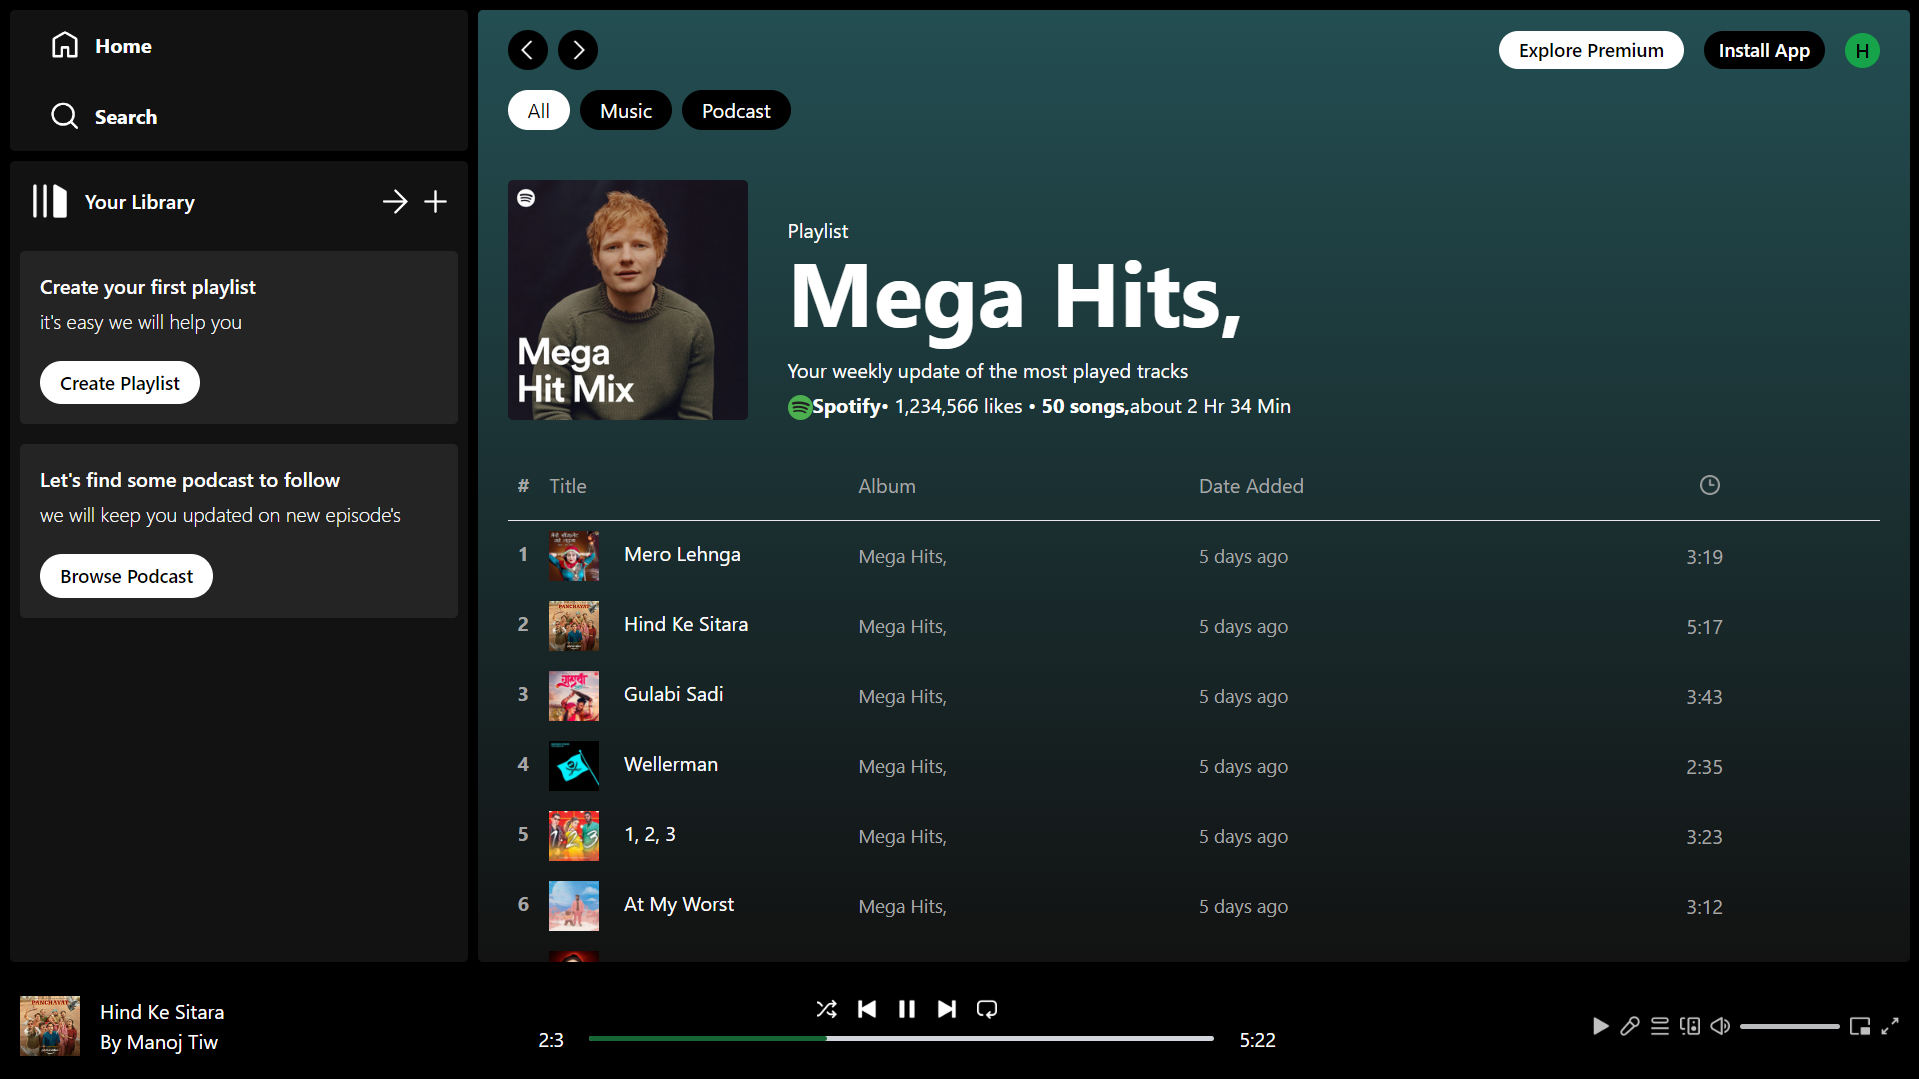 Home
Search
Your Library
Create your first playlist
it's easy we will help you
Create Playlist
Let's find some podcast to follow
we will keep you updated on new episode's
Browse Podcast
Explore Premium
Install App
H
All
Music
Podcast
Mega
Hit Mix
Playlist
Mega Hits,
Your weekly update of the most played tracks
Spotify• 1,234,566 likes • 50 songs,about 2 Hr 34 Min
# Title Album Date Added
1 Mero Lehnga Mega Hits, 5 days ago 3:19
2 Hind Ke Sitara Mega Hits, 5 days ago 5:17
3 Gulabi Sadi Mega Hits, 5 days ago 3:43
4 Wellerman Mega Hits, 5 days ago 2:35
5 1, 2, 3 Mega Hits, 5 days ago 3:23
6 At My Worst Mega Hits, 5 days ago 3:12
PANCHAYAT
Hind Ke Sitara
By Manoj Tiw
2:3
5:22